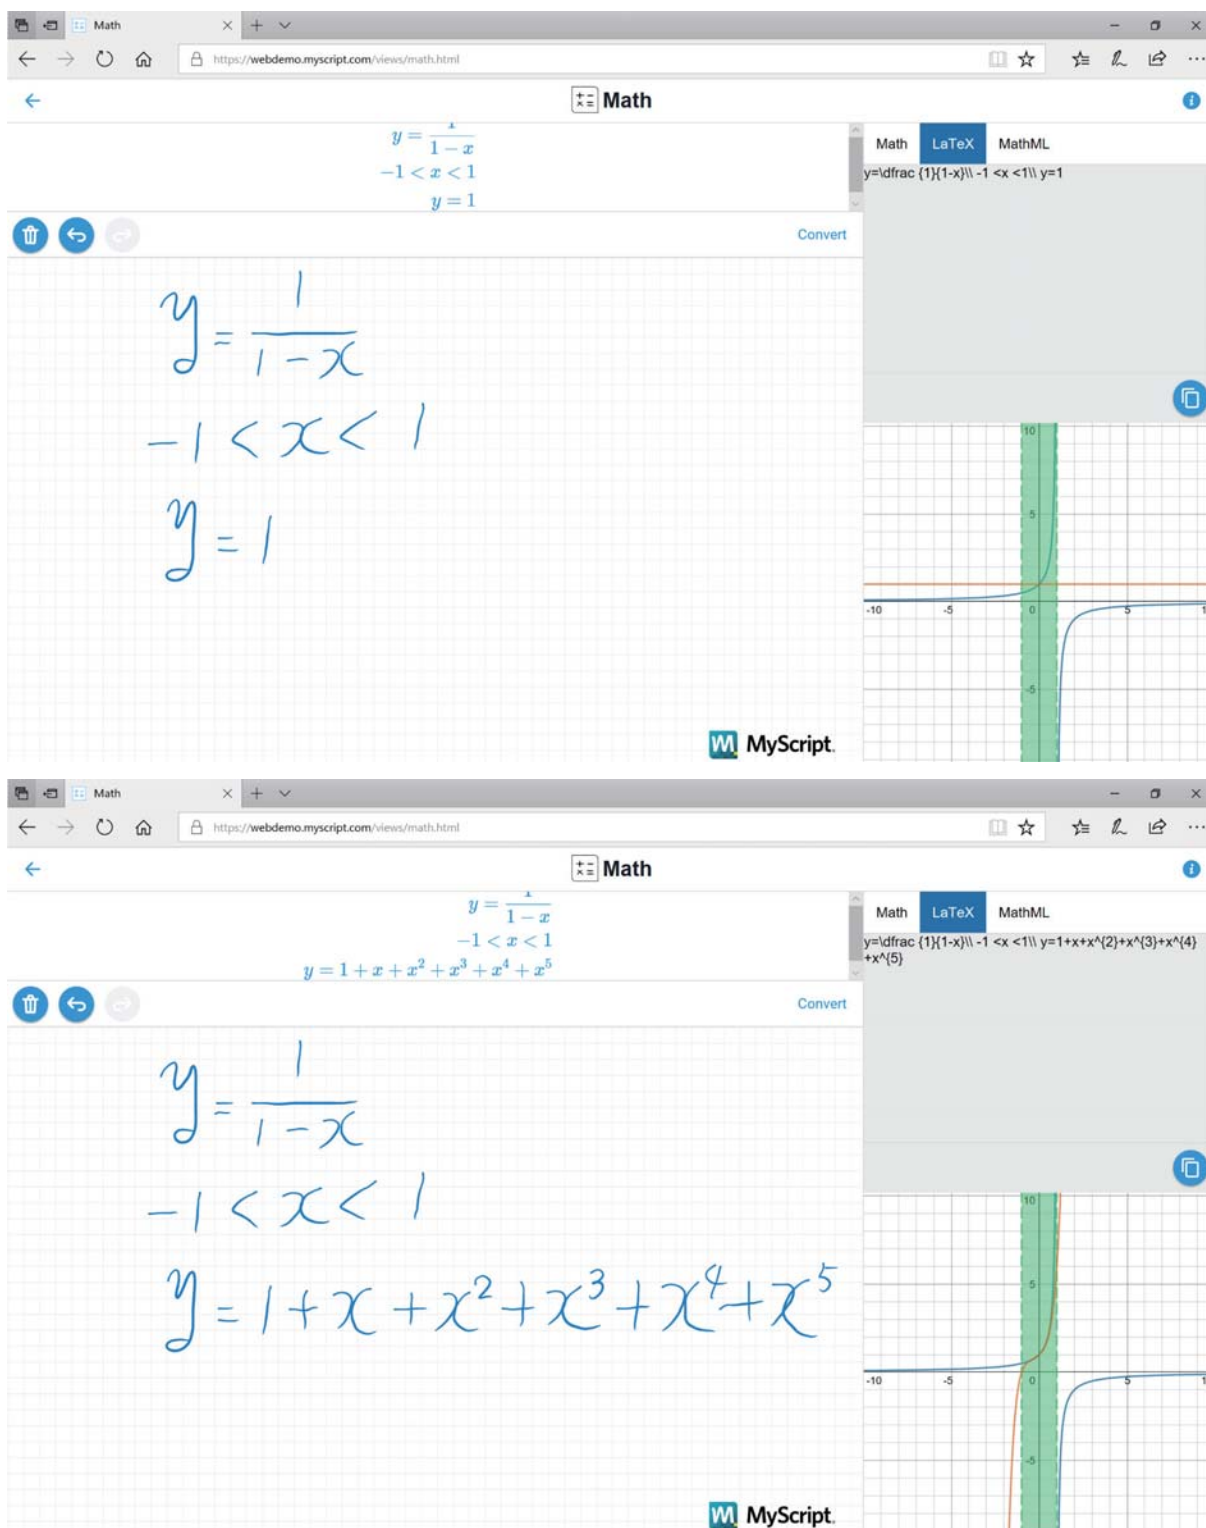 Math
https://webdemo.myscript.com/views/math.html
Math
y = 1/(1 − x)
−1 < x < 1
y = 1
Math LaTeX MathML
y=\dfrac {1}{1-x}\\ -1 <x <1\\ y=1
Convert
y = 1/(1 − x)
−1 < x < 1
y = 1
10
5
-10 -5 0 5 1
-5
MyScript.
Math
https://webdemo.myscript.com/views/math.html
Math
y = 1/(1 − x)
−1 < x < 1
y = 1 + x + x² + x³ + x⁴ + x⁵
Math LaTeX MathML
y=\dfrac {1}{1-x}\\ -1 <x <1\\ y=1+x+x^{2}+x^{3}+x^{4}
+x^{5}
Convert
y = 1/(1 − x)
−1 < x < 1
y = 1 + x + x² + x³ + x⁴ + x⁵
10
5
-10 -5 0 5 1
-5
MyScript.